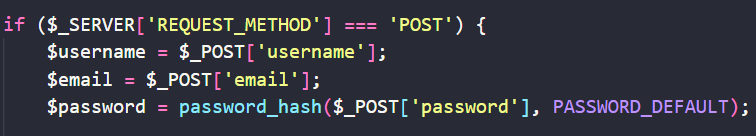 if ($_SERVER['REQUEST_METHOD'] === 'POST') {
    $username = $_POST['username'];
    $email = $_POST['email'];
    $password = password_hash($_POST['password'], PASSWORD_DEFAULT);